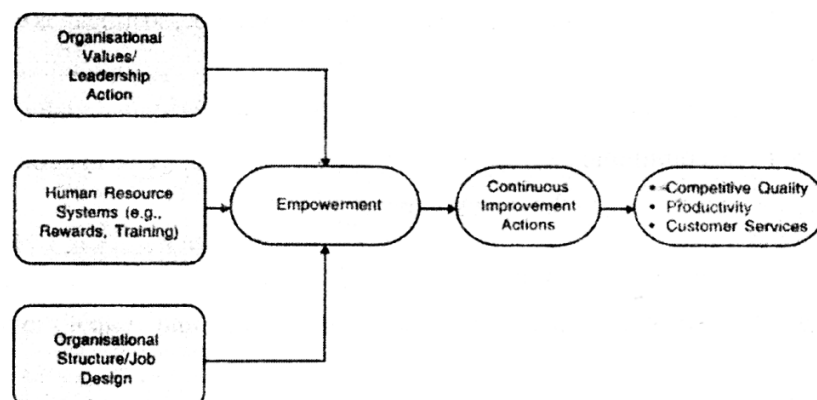 Organisational
Values/
Leadership
Action
Human Resource
Systems (e.g.,
Rewards, Training)
Organisational
Structure/Job
Design
Empowerment
Continuous
Improvement
Actions
• Competitive Quality
• Productivity
• Customer Services